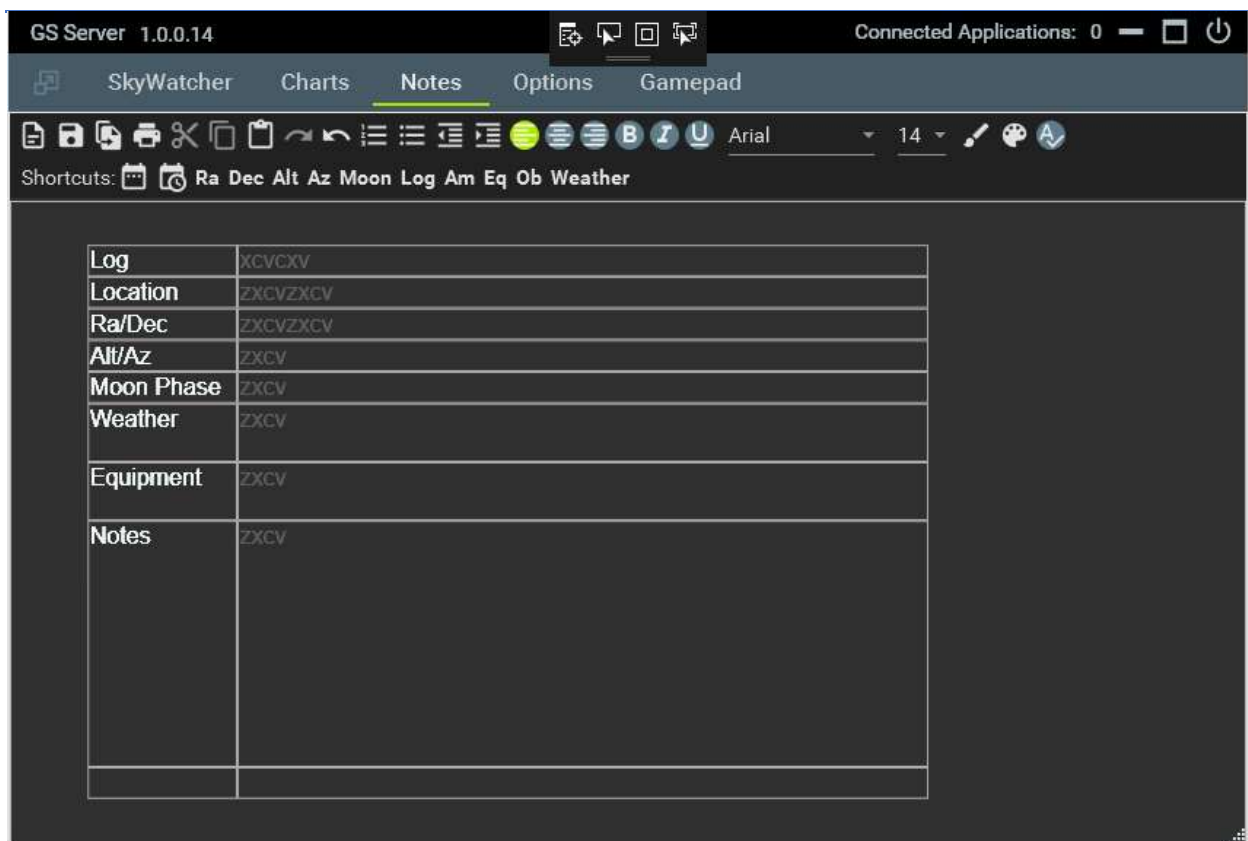 GS Server 1.0.0.14 Connected Applications: 0
SkyWatcher Charts Notes Options Gamepad
B I U Arial 14 A
Shortcuts: Ra Dec Alt Az Moon Log Am Eq Ob Weather
Log xcvcxv
Location zxcvzxcv
Ra/Dec zxcvzxcv
Alt/Az zxcv
Moon Phase zxcv
Weather zxcv
Equipment zxcv
Notes zxcv